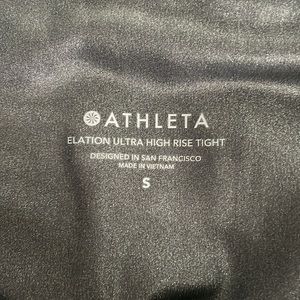 ATHLETA
ELATION ULTRA HIGH RISE TIGHT
DESIGNED IN SAN FRANCISCO
MADE IN VIETNAM
S